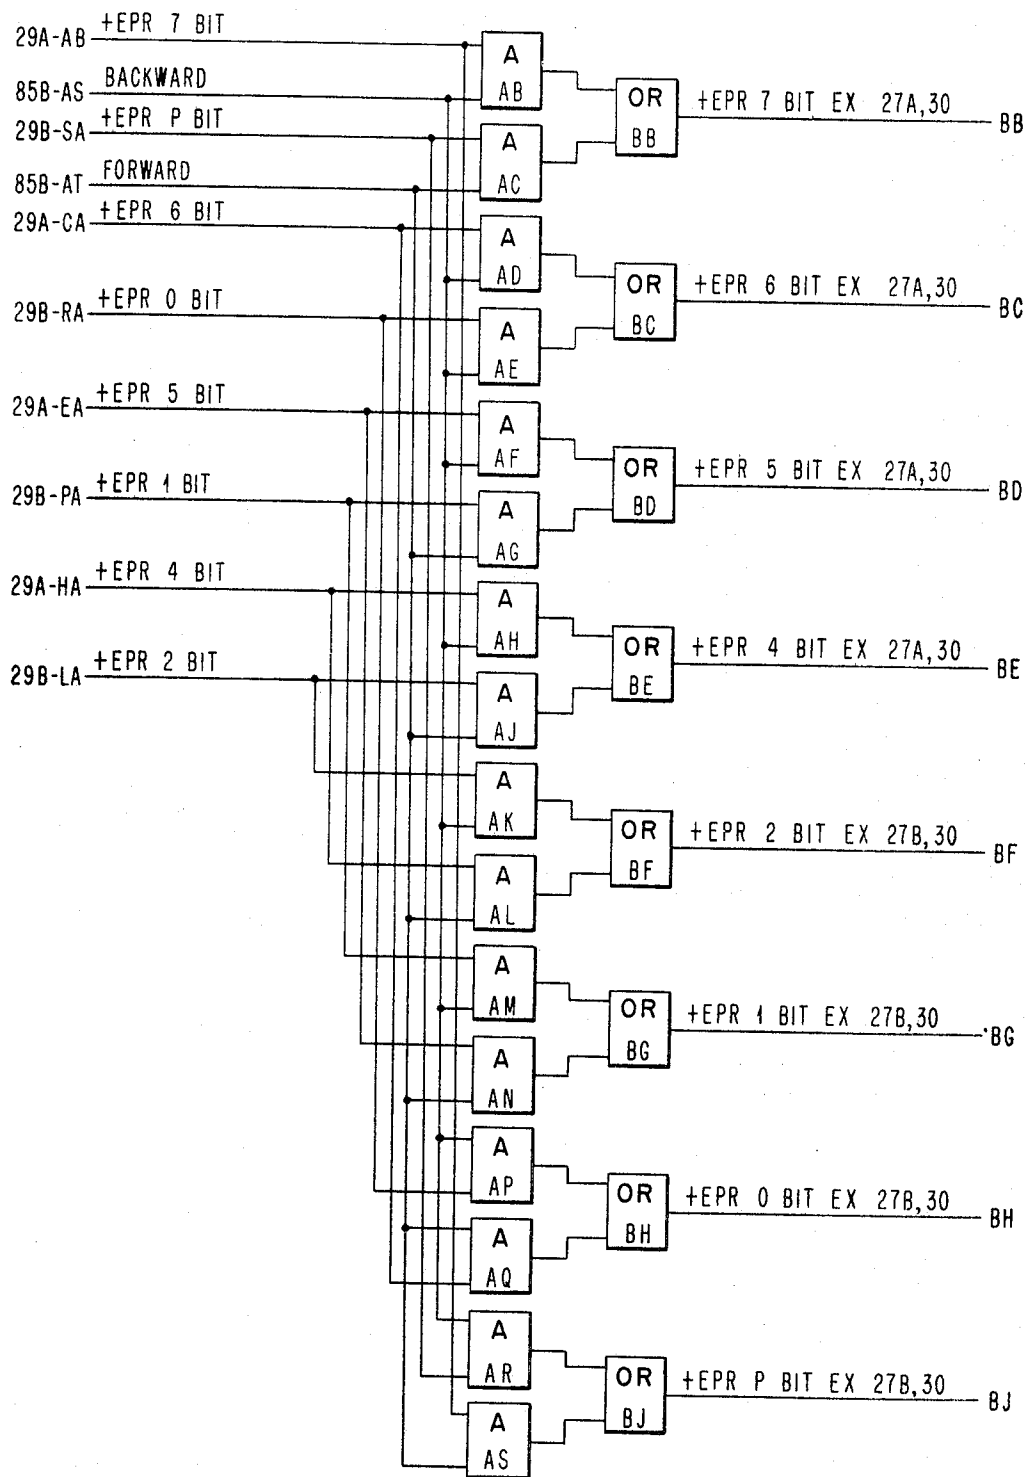 29A-AB +EPR 7 BIT
A
AB
85B-AS BACKWARD
OR
BB
+EPR 7 BIT EX 27A,30 BB
29B-SA +EPR P BIT
A
AC
85B-AT FORWARD
29A-CA +EPR 6 BIT
A
AD
OR
BC
+EPR 6 BIT EX 27A,30 BC
29B-RA +EPR 0 BIT
A
AE
29A-EA +EPR 5 BIT
A
AF
OR
BD
+EPR 5 BIT EX 27A,30 BD
29B-PA +EPR 1 BIT
A
AG
29A-HA +EPR 4 BIT
A
AH
OR
BE
+EPR 4 BIT EX 27A,30 BE
29B-LA +EPR 2 BIT
A
AJ
A
AK
OR
BF
+EPR 2 BIT EX 27B,30 BF
A
AL
A
AM
OR
BG
+EPR 1 BIT EX 27B,30 BG
A
AN
A
AP
OR
BH
+EPR 0 BIT EX 27B,30 BH
A
AQ
A
AR
OR
BJ
+EPR P BIT EX 27B,30 BJ
A
AS